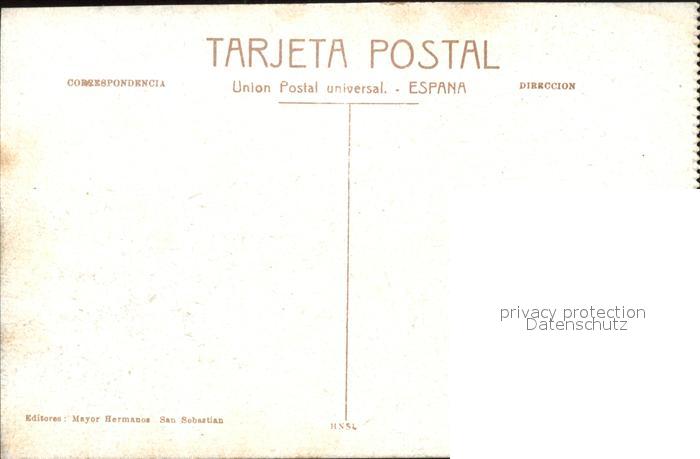 TARJETA POSTAL
CORRESPONDENCIA
Union Postal universal. - ESPANA
DIRECCION
privacy protection
Datenschutz
Editores: Mayor Hermanos San Sebastian